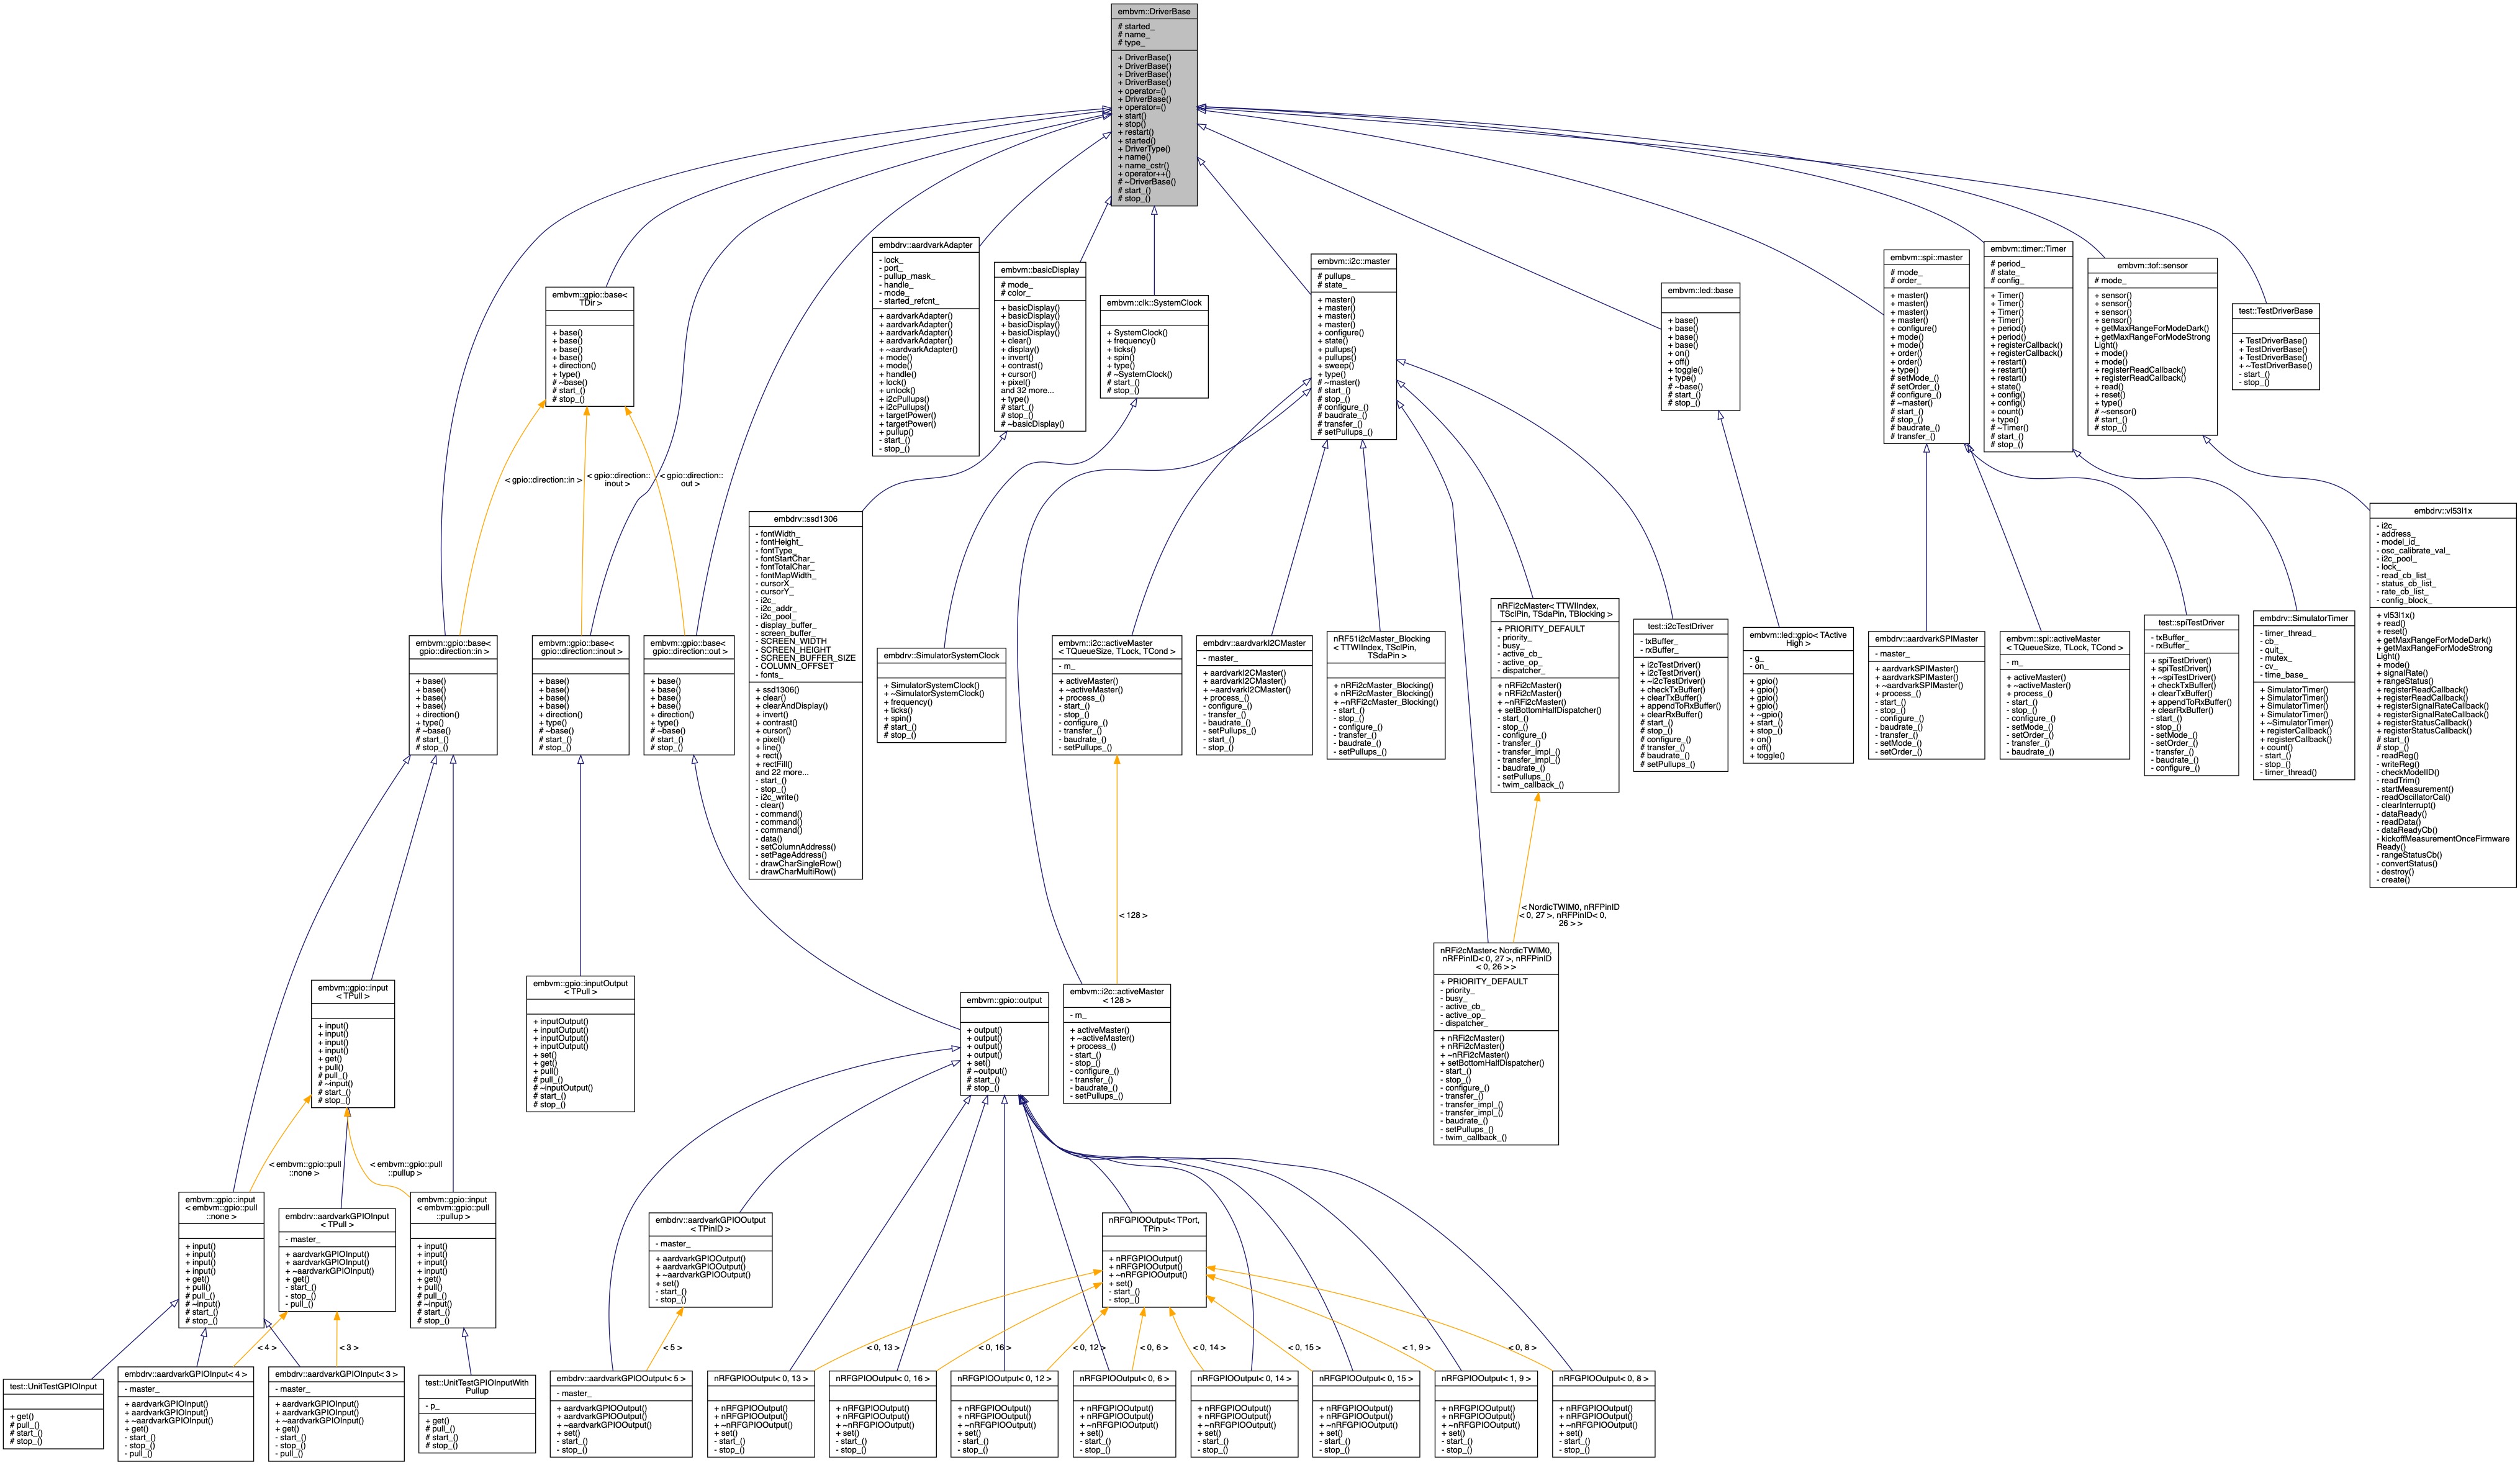 embvm::DriverBase
# started_
# name_
# type_
+ DriverBase()
+ DriverBase()
+ DriverBase()
+ DriverBase()
+ operator=()
+ DriverBase()
+ operator=()
+ start()
+ stop()
+ restart()
+ started()
+ DriverType()
+ name()
+ name_cstr()
+ operator++()
# ~DriverBase()
# start_()
# stop_()
embvm::gpio::base<
TDir >
+ base()
+ base()
+ base()
+ base()
+ direction()
+ type()
# ~base()
# start_()
# stop_()
embdrv::aardvarkAdapter
- lock_
- port_
- pullup_mask_
- handle_
- mode_
- started_refcnt_
+ aardvarkAdapter()
+ aardvarkAdapter()
+ aardvarkAdapter()
+ aardvarkAdapter()
+ ~aardvarkAdapter()
+ mode()
+ mode()
+ handle()
+ lock()
+ unlock()
+ i2cPullups()
+ i2cPullups()
+ targetPower()
+ targetPower()
+ pullup()
- start_()
- stop_()
embvm::basicDisplay
# mode_
# color_
+ basicDisplay()
+ basicDisplay()
+ basicDisplay()
+ basicDisplay()
+ clear()
+ display()
+ invert()
+ contrast()
+ cursor()
+ pixel()
and 32 more...
+ type()
# start_()
# stop_()
# ~basicDisplay()
embvm::clk::SystemClock
+ SystemClock()
+ frequency()
+ ticks()
+ spin()
+ type()
# ~SystemClock()
# start_()
# stop_()
embvm::i2c::master
# pullups_
# state_
+ master()
+ master()
+ master()
+ master()
+ configure()
+ state()
+ pullups()
+ pullups()
+ sweep()
+ type()
# ~master()
# start_()
# stop_()
# configure_()
# baudrate_()
# transfer_()
# setPullups_()
embvm::led::base
+ base()
+ base()
+ base()
+ base()
+ on()
+ off()
+ toggle()
+ type()
# ~base()
# start_()
# stop_()
embvm::spi::master
# mode_
# order_
+ master()
+ master()
+ master()
+ master()
+ configure()
+ mode()
+ mode()
+ order()
+ order()
+ type()
# setMode_()
# setOrder_()
# configure_()
# ~master()
# start_()
# stop_()
# baudrate_()
# transfer_()
embvm::timer::Timer
# period_
# state_
# config_
+ Timer()
+ Timer()
+ Timer()
+ Timer()
+ period()
+ period()
+ registerCallback()
+ registerCallback()
+ restart()
+ restart()
+ restart()
+ state()
+ config()
+ config()
+ count()
+ type()
# ~Timer()
# start_()
# stop_()
embvm::tof::sensor
# mode_
+ sensor()
+ sensor()
+ sensor()
+ sensor()
+ getMaxRangeForModeDark()
+ getMaxRangeForModeStrong
Light()
+ mode()
+ mode()
+ registerReadCallback()
+ registerReadCallback()
+ read()
+ reset()
+ type()
# ~sensor()
# start_()
# stop_()
test::TestDriverBase
+ TestDriverBase()
+ TestDriverBase()
+ TestDriverBase()
+ ~TestDriverBase()
- start_()
- stop_()
< gpio::direction::in >
< gpio::direction::
inout >
< gpio::direction::
out >
embvm::gpio::base<
gpio::direction::in >
+ base()
+ base()
+ base()
+ base()
+ direction()
+ type()
# ~base()
# start_()
# stop_()
embvm::gpio::base<
gpio::direction::inout >
+ base()
+ base()
+ base()
+ base()
+ direction()
+ type()
# ~base()
# start_()
# stop_()
embvm::gpio::base<
gpio::direction::out >
+ base()
+ base()
+ base()
+ base()
+ direction()
+ type()
# ~base()
# start_()
# stop_()
embdrv::ssd1306
- fontWidth_
- fontHeight_
- fontType_
- fontStartChar_
- fontTotalChar_
- fontMapWidth_
- cursorX_
- cursorY_
- i2c_
- i2c_addr_
- i2c_pool_
- display_buffer_
- screen_buffer_
- SCREEN_WIDTH
- SCREEN_HEIGHT
- SCREEN_BUFFER_SIZE
- COLUMN_OFFSET
- fonts_
+ ssd1306()
+ clear()
+ clearAndDisplay()
+ invert()
+ contrast()
+ cursor()
+ pixel()
+ line()
+ rect()
+ rectFill()
and 22 more...
- start_()
- stop_()
- i2c_write()
- clear()
- command()
- command()
- command()
- data()
- setColumnAddress()
- setPageAddress()
- drawCharSingleRow()
- drawCharMultiRow()
embdrv::SimulatorSystemClock
+ SimulatorSystemClock()
+ ~SimulatorSystemClock()
+ frequency()
+ ticks()
+ spin()
# start_()
# stop_()
embvm::i2c::activeMaster
< TQueueSize, TLock, TCond >
- m_
+ activeMaster()
+ ~activeMaster()
+ process_()
- start_()
- stop_()
- configure_()
- transfer_()
- baudrate_()
- setPullups_()
embdrv::aardvarkI2CMaster
- master_
+ aardvarkI2CMaster()
+ aardvarkI2CMaster()
+ ~aardvarkI2CMaster()
+ process_()
- configure_()
- transfer_()
- baudrate_()
- setPullups_()
- start_()
- stop_()
nRF51i2cMaster_Blocking
< TTWIIndex, TSclPin,
TSdaPin >
+ nRFi2cMaster_Blocking()
+ nRFi2cMaster_Blocking()
+ ~nRFi2cMaster_Blocking()
- start_()
- stop_()
- configure_()
- transfer_()
- baudrate_()
- setPullups_()
nRFi2cMaster< TTWIIndex,
TSclPin, TSdaPin, TBlocking >
+ PRIORITY_DEFAULT
- priority_
- busy_
- active_cb_
- active_op_
- dispatcher_
+ nRFi2cMaster()
+ nRFi2cMaster()
+ ~nRFi2cMaster()
+ setBottomHalfDispatcher()
- start_()
- stop_()
- configure_()
- transfer_()
- transfer_impl_()
- transfer_impl_()
- baudrate_()
- setPullups_()
- twim_callback_()
test::i2cTestDriver
- txBuffer_
- rxBuffer_
+ i2cTestDriver()
+ i2cTestDriver()
+ ~i2cTestDriver()
+ checkTxBuffer()
+ clearTxBuffer()
+ appendToRxBuffer()
+ clearRxBuffer()
# start_()
# stop_()
# configure_()
# transfer_()
# baudrate_()
# setPullups_()
embvm::led::gpio< TActive
High >
- g_
- on_
+ gpio()
+ gpio()
+ gpio()
+ gpio()
+ ~gpio()
+ start_()
+ stop_()
+ on()
+ off()
+ toggle()
embdrv::aardvarkSPIMaster
- master_
+ aardvarkSPIMaster()
+ aardvarkSPIMaster()
+ ~aardvarkSPIMaster()
+ process_()
- start_()
- stop_()
- configure_()
- baudrate_()
- transfer_()
- setMode_()
- setOrder_()
embvm::spi::activeMaster
< TQueueSize, TLock, TCond >
- m_
+ activeMaster()
+ ~activeMaster()
+ process_()
- start_()
- stop_()
- configure_()
- setMode_()
- setOrder_()
- transfer_()
- baudrate_()
test::spiTestDriver
- txBuffer_
- rxBuffer_
+ spiTestDriver()
+ spiTestDriver()
+ ~spiTestDriver()
+ checkTxBuffer()
+ clearTxBuffer()
+ appendToRxBuffer()
+ clearRxBuffer()
- start_()
- stop_()
- setMode_()
- setOrder_()
- transfer_()
- baudrate_()
- configure_()
embdrv::SimulatorTimer
- timer_thread_
- cb_
- quit_
- mutex_
- cv_
- time_base_
+ SimulatorTimer()
+ SimulatorTimer()
+ SimulatorTimer()
+ SimulatorTimer()
+ ~SimulatorTimer()
+ registerCallback()
+ registerCallback()
+ count()
- start_()
- stop_()
- timer_thread()
embdrv::vl53l1x
- i2c_
- address_
- model_id_
- osc_calibrate_val_
- i2c_pool_
- lock_
- read_cb_list_
- status_cb_list_
- rate_cb_list_
- config_block_
+ vl53l1x()
+ read()
+ reset()
+ getMaxRangeForModeDark()
+ getMaxRangeForModeStrong
Light()
+ mode()
+ signalRate()
+ rangeStatus()
+ registerReadCallback()
+ registerReadCallback()
+ registerSignalRateCallback()
+ registerSignalRateCallback()
+ registerStatusCallback()
+ registerStatusCallback()
# start_()
# stop_()
- readReg()
- writeReg()
- checkModelID()
- readTrim()
- startMeasurement()
- readOscillatorCal()
- clearInterrupt()
- dataReady()
- readData()
- dataReadyCb()
- kickoffMeasurementOnceFirmware
Ready()
- rangeStatusCb()
- convertStatus()
- destroy()
- create()
< 128 >
< NordicTWIM0, nRFPinID
< 0, 27 >, nRFPinID< 0,
26 > >
embvm::gpio::input
< TPull >
+ input()
+ input()
+ input()
+ input()
+ get()
+ pull()
# pull_()
# ~input()
# start_()
# stop_()
embvm::gpio::inputOutput
< TPull >
+ inputOutput()
+ inputOutput()
+ inputOutput()
+ inputOutput()
+ set()
+ get()
+ pull()
# pull_()
# ~inputOutput()
# start_()
# stop_()
embvm::gpio::output
+ output()
+ output()
+ output()
+ output()
+ set()
# ~output()
# start_()
# stop_()
embvm::i2c::activeMaster
< 128 >
- m_
+ activeMaster()
+ ~activeMaster()
+ process_()
- start_()
- stop_()
- configure_()
- transfer_()
- baudrate_()
- setPullups_()
nRFi2cMaster< NordicTWIM0,
nRFPinID< 0, 27 >, nRFPinID
< 0, 26 > >
+ PRIORITY_DEFAULT
- priority_
- busy_
- active_cb_
- active_op_
- dispatcher_
+ nRFi2cMaster()
+ nRFi2cMaster()
+ ~nRFi2cMaster()
+ setBottomHalfDispatcher()
- start_()
- stop_()
- configure_()
- transfer_()
- transfer_impl_()
- transfer_impl_()
- baudrate_()
- setPullups_()
- twim_callback_()
< embvm::gpio::pull
::none >
< embvm::gpio::pull
::pullup >
embvm::gpio::input
< embvm::gpio::pull
::none >
+ input()
+ input()
+ input()
+ input()
+ get()
+ pull()
# pull_()
# ~input()
# start_()
# stop_()
embdrv::aardvarkGPIOInput
< TPull >
- master_
+ aardvarkGPIOInput()
+ aardvarkGPIOInput()
+ ~aardvarkGPIOInput()
+ get()
- start_()
- stop_()
- pull_()
embvm::gpio::input
< embvm::gpio::pull
::pullup >
+ input()
+ input()
+ input()
+ input()
+ get()
+ pull()
# pull_()
# ~input()
# start_()
# stop_()
embdrv::aardvarkGPIOOutput
< TPinID >
- master_
+ aardvarkGPIOOutput()
+ aardvarkGPIOOutput()
+ ~aardvarkGPIOOutput()
+ set()
- start_()
- stop_()
nRFGPIOOutput< TPort,
TPin >
+ nRFGPIOOutput()
+ nRFGPIOOutput()
+ ~nRFGPIOOutput()
+ set()
- start_()
- stop_()
< 4 >
< 3 >
< 5 >
< 0, 13 >
< 0, 16 >
< 0, 12 >
< 0, 6 >
< 0, 14 >
< 0, 15 >
< 1, 9 >
< 0, 8 >
test::UnitTestGPIOInput
+ get()
# pull_()
# start_()
# stop_()
embdrv::aardvarkGPIOInput< 4 >
- master_
+ aardvarkGPIOInput()
+ aardvarkGPIOInput()
+ ~aardvarkGPIOInput()
+ get()
- start_()
- stop_()
- pull_()
embdrv::aardvarkGPIOInput< 3 >
- master_
+ aardvarkGPIOInput()
+ aardvarkGPIOInput()
+ ~aardvarkGPIOInput()
+ get()
- start_()
- stop_()
- pull_()
test::UnitTestGPIOInputWith
Pullup
- p_
+ get()
# pull_()
# start_()
# stop_()
embdrv::aardvarkGPIOOutput< 5 >
- master_
+ aardvarkGPIOOutput()
+ aardvarkGPIOOutput()
+ ~aardvarkGPIOOutput()
+ set()
- start_()
- stop_()
nRFGPIOOutput< 0, 13 >
+ nRFGPIOOutput()
+ nRFGPIOOutput()
+ ~nRFGPIOOutput()
+ set()
- start_()
- stop_()
nRFGPIOOutput< 0, 16 >
+ nRFGPIOOutput()
+ nRFGPIOOutput()
+ ~nRFGPIOOutput()
+ set()
- start_()
- stop_()
nRFGPIOOutput< 0, 12 >
+ nRFGPIOOutput()
+ nRFGPIOOutput()
+ ~nRFGPIOOutput()
+ set()
- start_()
- stop_()
nRFGPIOOutput< 0, 6 >
+ nRFGPIOOutput()
+ nRFGPIOOutput()
+ ~nRFGPIOOutput()
+ set()
- start_()
- stop_()
nRFGPIOOutput< 0, 14 >
+ nRFGPIOOutput()
+ nRFGPIOOutput()
+ ~nRFGPIOOutput()
+ set()
- start_()
- stop_()
nRFGPIOOutput< 0, 15 >
+ nRFGPIOOutput()
+ nRFGPIOOutput()
+ ~nRFGPIOOutput()
+ set()
- start_()
- stop_()
nRFGPIOOutput< 1, 9 >
+ nRFGPIOOutput()
+ nRFGPIOOutput()
+ ~nRFGPIOOutput()
+ set()
- start_()
- stop_()
nRFGPIOOutput< 0, 8 >
+ nRFGPIOOutput()
+ nRFGPIOOutput()
+ ~nRFGPIOOutput()
+ set()
- start_()
- stop_()